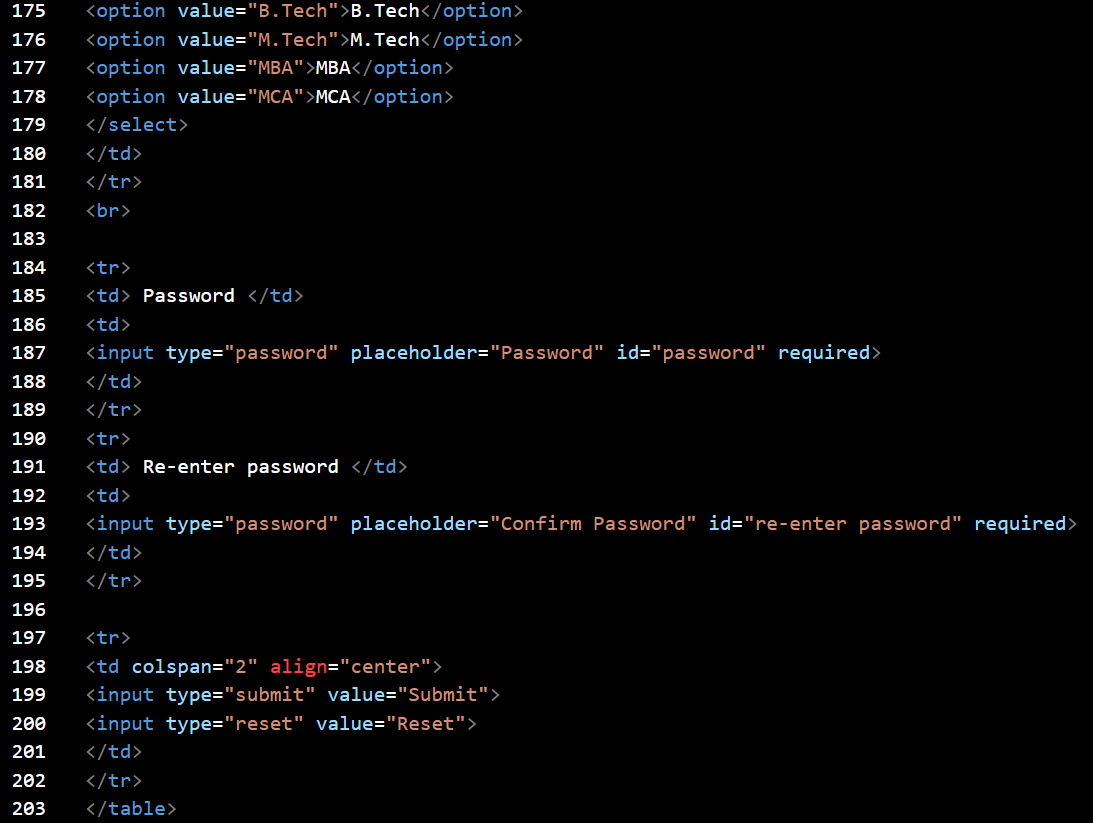 175 <option value="B.Tech">B.Tech</option>
176 <option value="M.Tech">M.Tech</option>
177 <option value="MBA">MBA</option>
178 <option value="MCA">MCA</option>
179 </select>
180 </td>
181 </tr>
182 <br>
183
184 <tr>
185 <td> Password </td>
186 <td>
187 <input type="password" placeholder="Password" id="password" required>
188 </td>
189 </tr>
190 <tr>
191 <td> Re-enter password </td>
192 <td>
193 <input type="password" placeholder="Confirm Password" id="re-enter password" required>
194 </td>
195 </tr>
196
197 <tr>
198 <td colspan="2" align="center">
199 <input type="submit" value="Submit">
200 <input type="reset" value="Reset">
201 </td>
202 </tr>
203 </table>